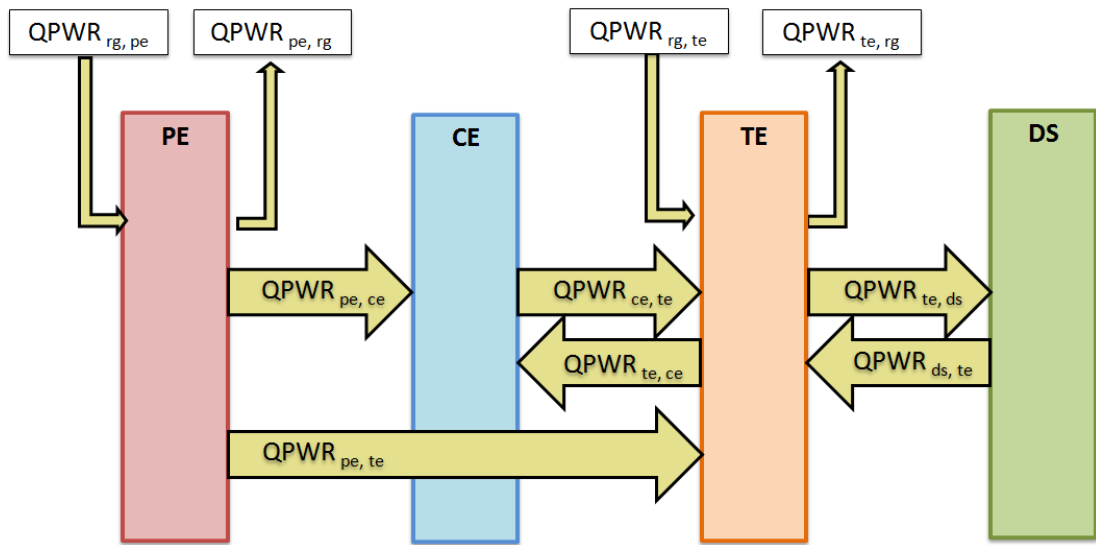 QPWR rg, pe
QPWR pe, rg
QPWR rg, te
QPWR te, rg
PE
CE
TE
DS
QPWR pe, ce
QPWR ce, te
QPWR te, ds
QPWR te, ce
QPWR ds, te
QPWR pe, te